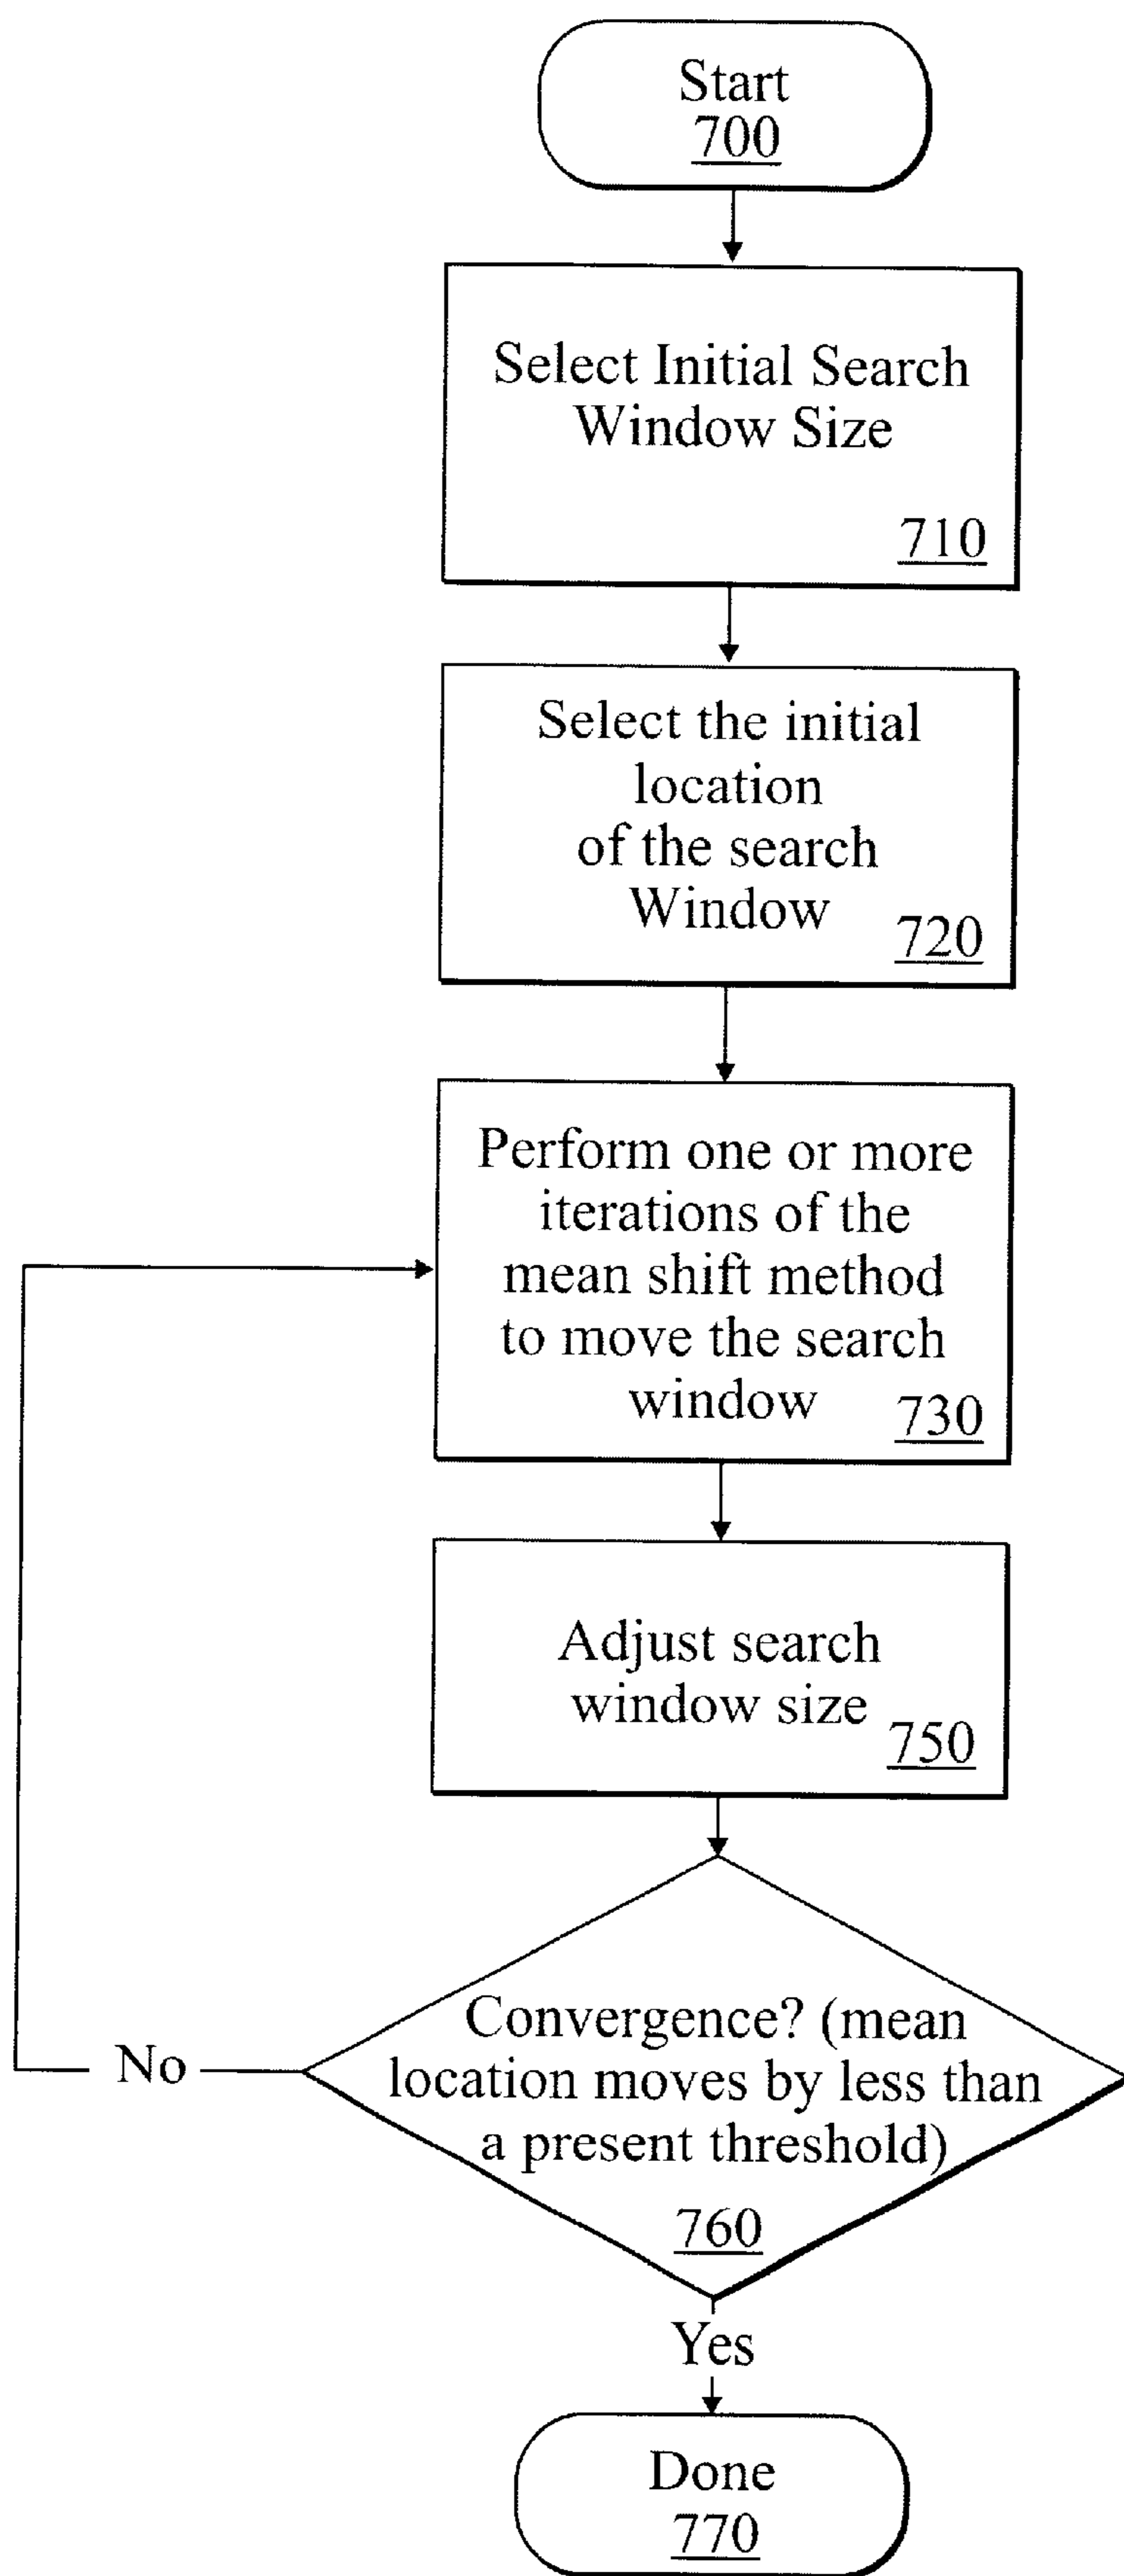 Start
700
Select Initial Search
Window Size
710
Select the initial
location
of the search
Window
720
Perform one or more
iterations of the
mean shift method
to move the search
window
730
Adjust search
window size
750
Convergence? (mean
location moves by less than
a present threshold)
760
No
Yes
Done
770